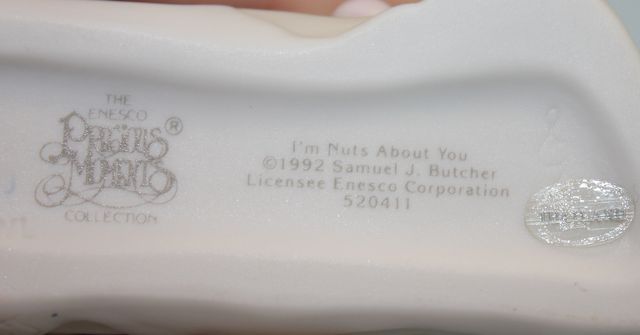 THE
ENESCO
Precious
Moments®
COLLECTION
I'm Nuts About You
©1992 Samuel J. Butcher
Licensee Enesco Corporation
520411